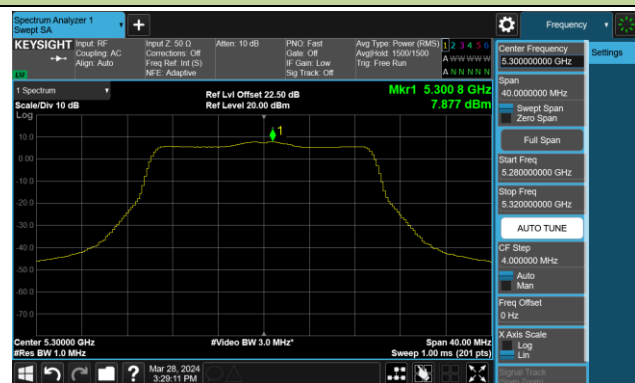 Spectrum Analyzer 1
Swept SA
Frequency
KEYSIGHT
Input: RF
Coupling: AC
Align: Auto
Input Z: 50 Ω
Corrections: Off
Freq Ref: Int (S)
NFE: Adaptive
Atten: 10 dB
PNO: Fast
Gate: Off
IF Gain: Low
Sig Track: Off
Avg Type: Power (RMS)
Avg|Hold: 1500/1500
Trig: Free Run
1 2 3 4 5 6
A W W W W W
A N N N N N
LW
1 Spectrum
Scale/Div 10 dB
Log
Ref Lvl Offset 22.50 dB
Ref Level 20.00 dBm
Mkr1 5.300 8 GHz
7.877 dBm
1
10.0
0.00
-10.0
-20.0
-30.0
-40.0
-50.0
-60.0
-70.0
Center 5.30000 GHz
#Res BW 1.0 MHz
#Video BW 3.0 MHz*
Span 40.00 MHz
Sweep 1.00 ms (201 pts)
Mar 28, 2024
3:29:11 PM
Center Frequency
5.300000000 GHz
Settings
Span
40.0000000 MHz
Swept Span
Zero Span
Full Span
Start Freq
5.280000000 GHz
Stop Freq
5.320000000 GHz
AUTO TUNE
CF Step
4.000000 MHz
Auto
Man
Freq Offset
0 Hz
X Axis Scale
Log
Lin
Signal Track